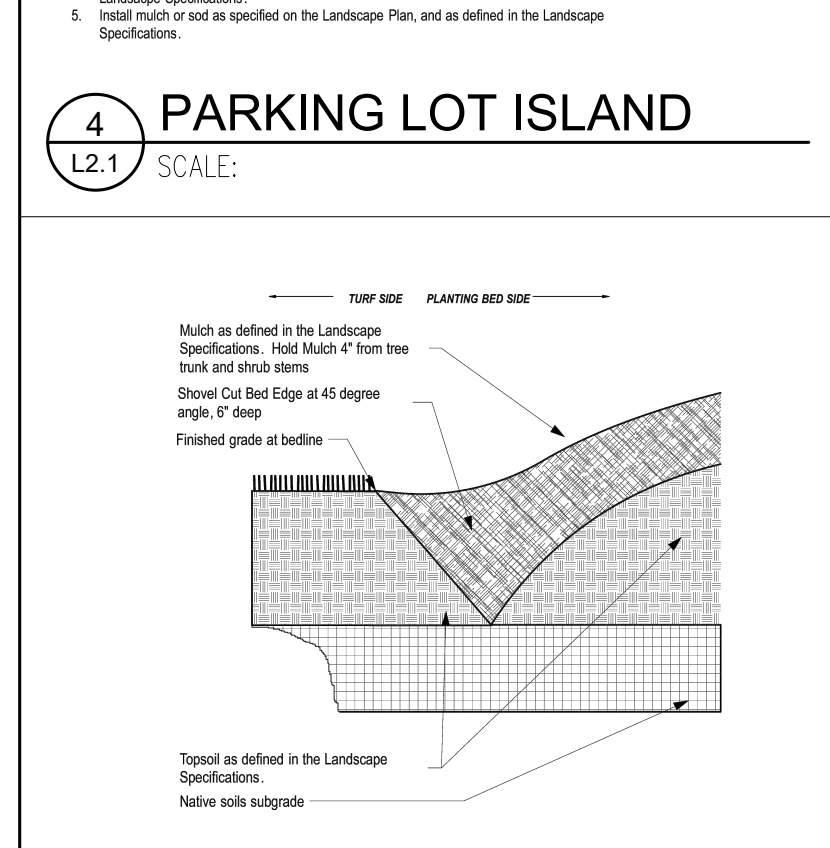 Landscape Specifications.
5. Install mulch or sod as specified on the Landscape Plan, and as defined in the Landscape
Specifications.
4
L2.1
PARKING LOT ISLAND
SCALE:
TURF SIDE PLANTING BED SIDE
Mulch as defined in the Landscape
Specifications. Hold Mulch 4" from tree
trunk and shrub stems
Shovel Cut Bed Edge at 45 degree
angle, 6" deep
Finished grade at bedline
Topsoil as defined in the Landscape
Specifications.
Native soils subgrade